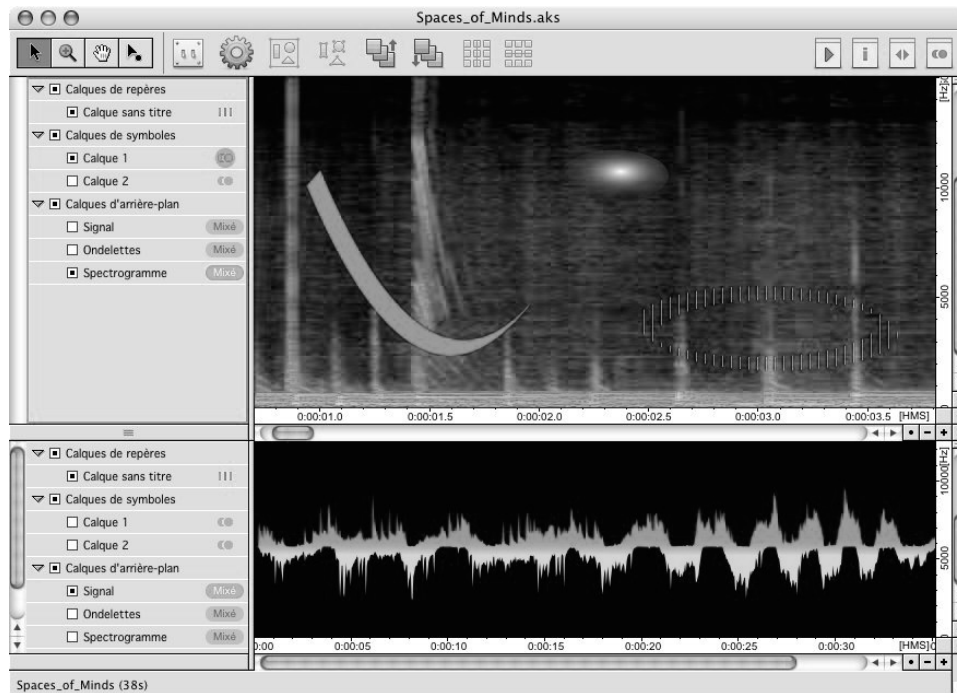 Spaces_of_Minds.aks
Calques de repères
Calque sans titre
Calques de symboles
Calque 1
Calque 2
Calques d'arrière-plan
Signal Mixé
Ondelettes Mixé
Spectrogramme Mixé
[Hz]
10000
5000
0:00:01.0 0:00:01.5 0:00:02.0 0:00:02.5 0:00:03.0 0:00:03.5 [HMS]
Calques de repères
Calque sans titre
Calques de symboles
Calque 1
Calque 2
Calques d'arrière-plan
Signal Mixé
Ondelettes Mixé
Spectrogramme Mixé
10000[Hz]
5000
0:00 0:00:05 0:00:10 0:00:15 0:00:20 0:00:25 0:00:30 [HMS]
Spaces_of_Minds (38s)